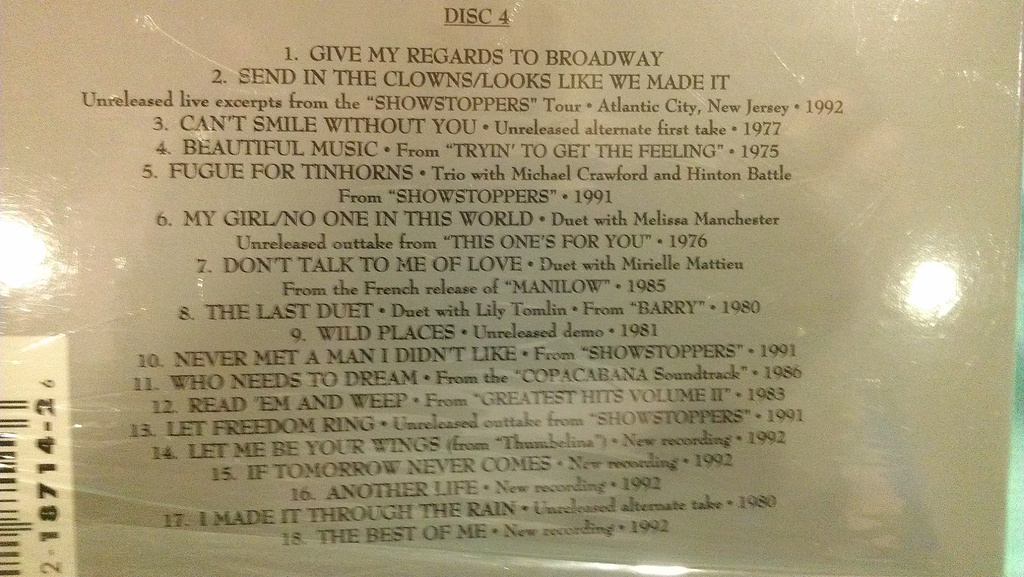 DISC 4
1. GIVE MY REGARDS TO BROADWAY
2. SEND IN THE CLOWNS/LOOKS LIKE WE MADE IT
Unreleased live excerpts from the "SHOWSTOPPERS" Tour • Atlantic City, New Jersey • 1992
3. CAN'T SMILE WITHOUT YOU • Unreleased alternate first take • 1977
4. BEAUTIFUL MUSIC • From "TRYIN' TO GET THE FEELING" • 1975
5. FUGUE FOR TINHORNS • Trio with Michael Crawford and Hinton Battle
From "SHOWSTOPPERS" • 1991
6. MY GIRL/NO ONE IN THIS WORLD • Duet with Melissa Manchester
Unreleased outtake from "THIS ONE'S FOR YOU" • 1976
7. DON'T TALK TO ME OF LOVE • Duet with Mirielle Mattieu
From the French release of "MANILOW" • 1985
8. THE LAST DUET • Duet with Lily Tomlin • From "BARRY" • 1980
9. WILD PLACES • Unreleased demo • 1981
10. NEVER MET A MAN I DIDN'T LIKE • From "SHOWSTOPPERS" • 1991
11. WHO NEEDS TO DREAM • From the "COPACABANA Soundtrack" • 1986
12. READ 'EM AND WEEP • From "GREATEST HITS VOLUME II" • 1983
13. LET FREEDOM RING • Unreleased outtake from "SHOWSTOPPERS" • 1991
14. LET ME BE YOUR WINGS (from "Thumbelina") • New recording • 1992
15. IF TOMORROW NEVER COMES • New recording • 1992
16. ANOTHER LIFE • New recording • 1992
17. I MADE IT THROUGH THE RAIN • Unreleased alternate take • 1980
18. THE BEST OF ME • New recording • 1992
2-18714-2 6